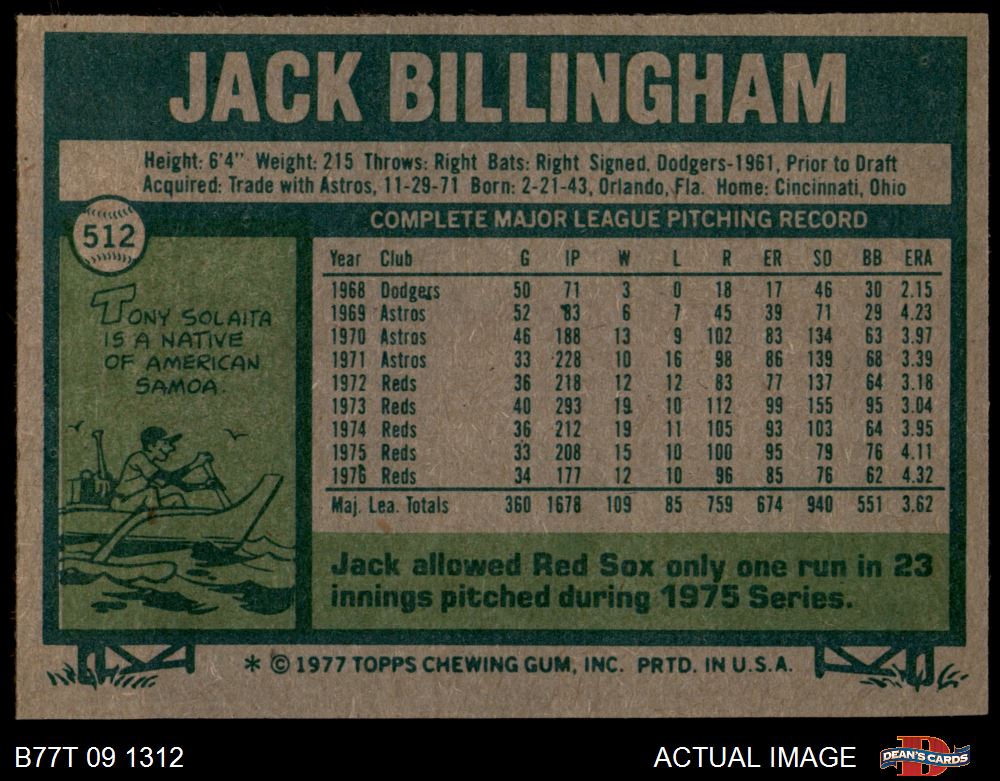 JACK BILLINGHAM
Height: 6'4" Weight: 215 Throws: Right Bats: Right Signed. Dodgers-1961, Prior to Draft
Acquired: Trade with Astros, 11-29-71 Born: 2-21-43, Orlando, Fla. Home: Cincinnati, Ohio
512
COMPLETE MAJOR LEAGUE PITCHING RECORD
Year Club G IP W L R ER SO BB ERA
1968 Dodgers 50 71 3 0 18 17 46 30 2.15
1969 Astros 52 83 6 7 45 39 71 29 4.23
1970 Astros 46 188 13 9 102 83 134 63 3.97
1971 Astros 33 228 10 16 98 86 139 68 3.39
1972 Reds 36 218 12 12 83 77 137 64 3.18
1973 Reds 40 293 19 10 112 99 155 95 3.04
1974 Reds 36 212 19 11 105 93 103 64 3.95
1975 Reds 33 208 15 10 100 95 79 76 4.11
1976 Reds 34 177 12 10 96 85 76 62 4.32
Maj. Lea. Totals 360 1678 109 85 759 674 940 551 3.62
TONY SOLAITA
IS A NATIVE
OF AMERICAN
SAMOA.
Jack allowed Red Sox only one run in 23
innings pitched during 1975 Series.
* © 1977 TOPPS CHEWING GUM, INC. PRTD. IN U.S.A.
B77T 09 1312
ACTUAL IMAGE
DEAN'S CARDS